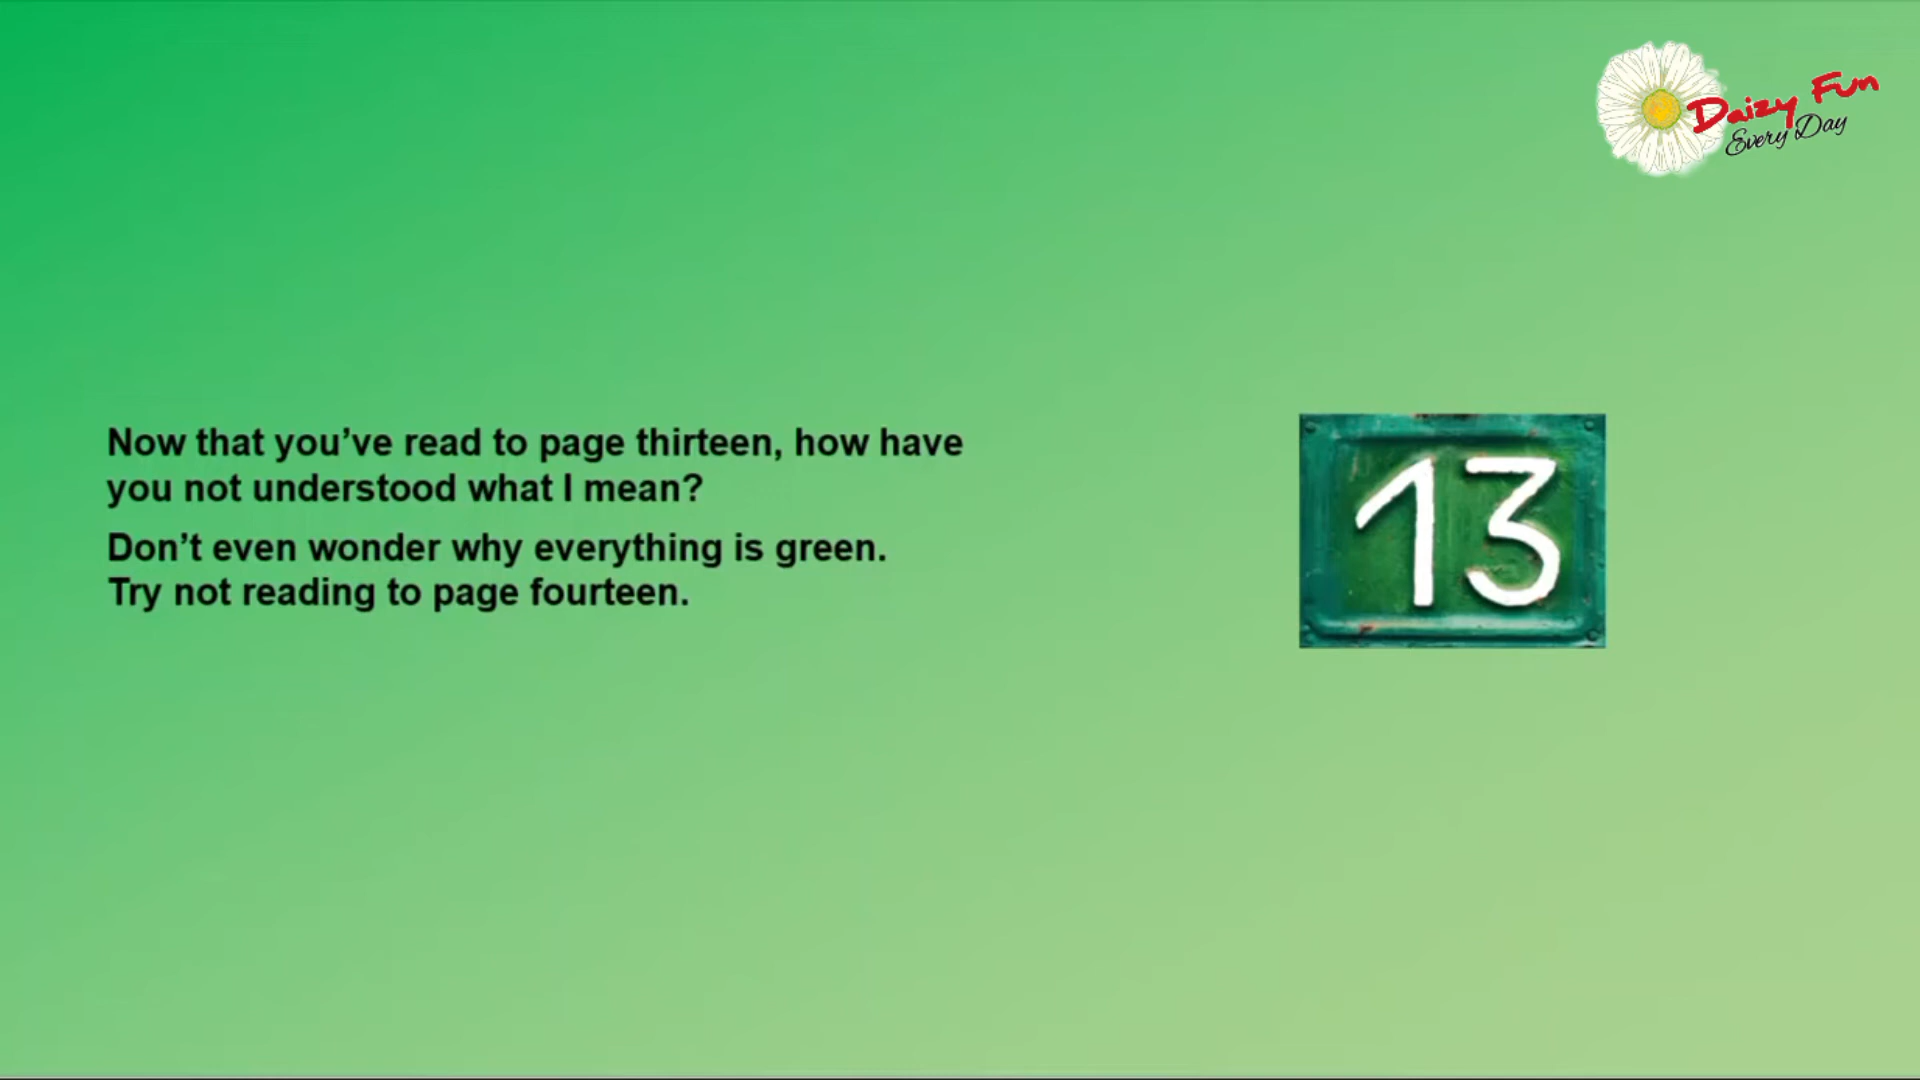 Daizy Fun
Every Day
Now that you’ve read to page thirteen, how have
you not understood what I mean?
Don’t even wonder why everything is green.
Try not reading to page fourteen.
13